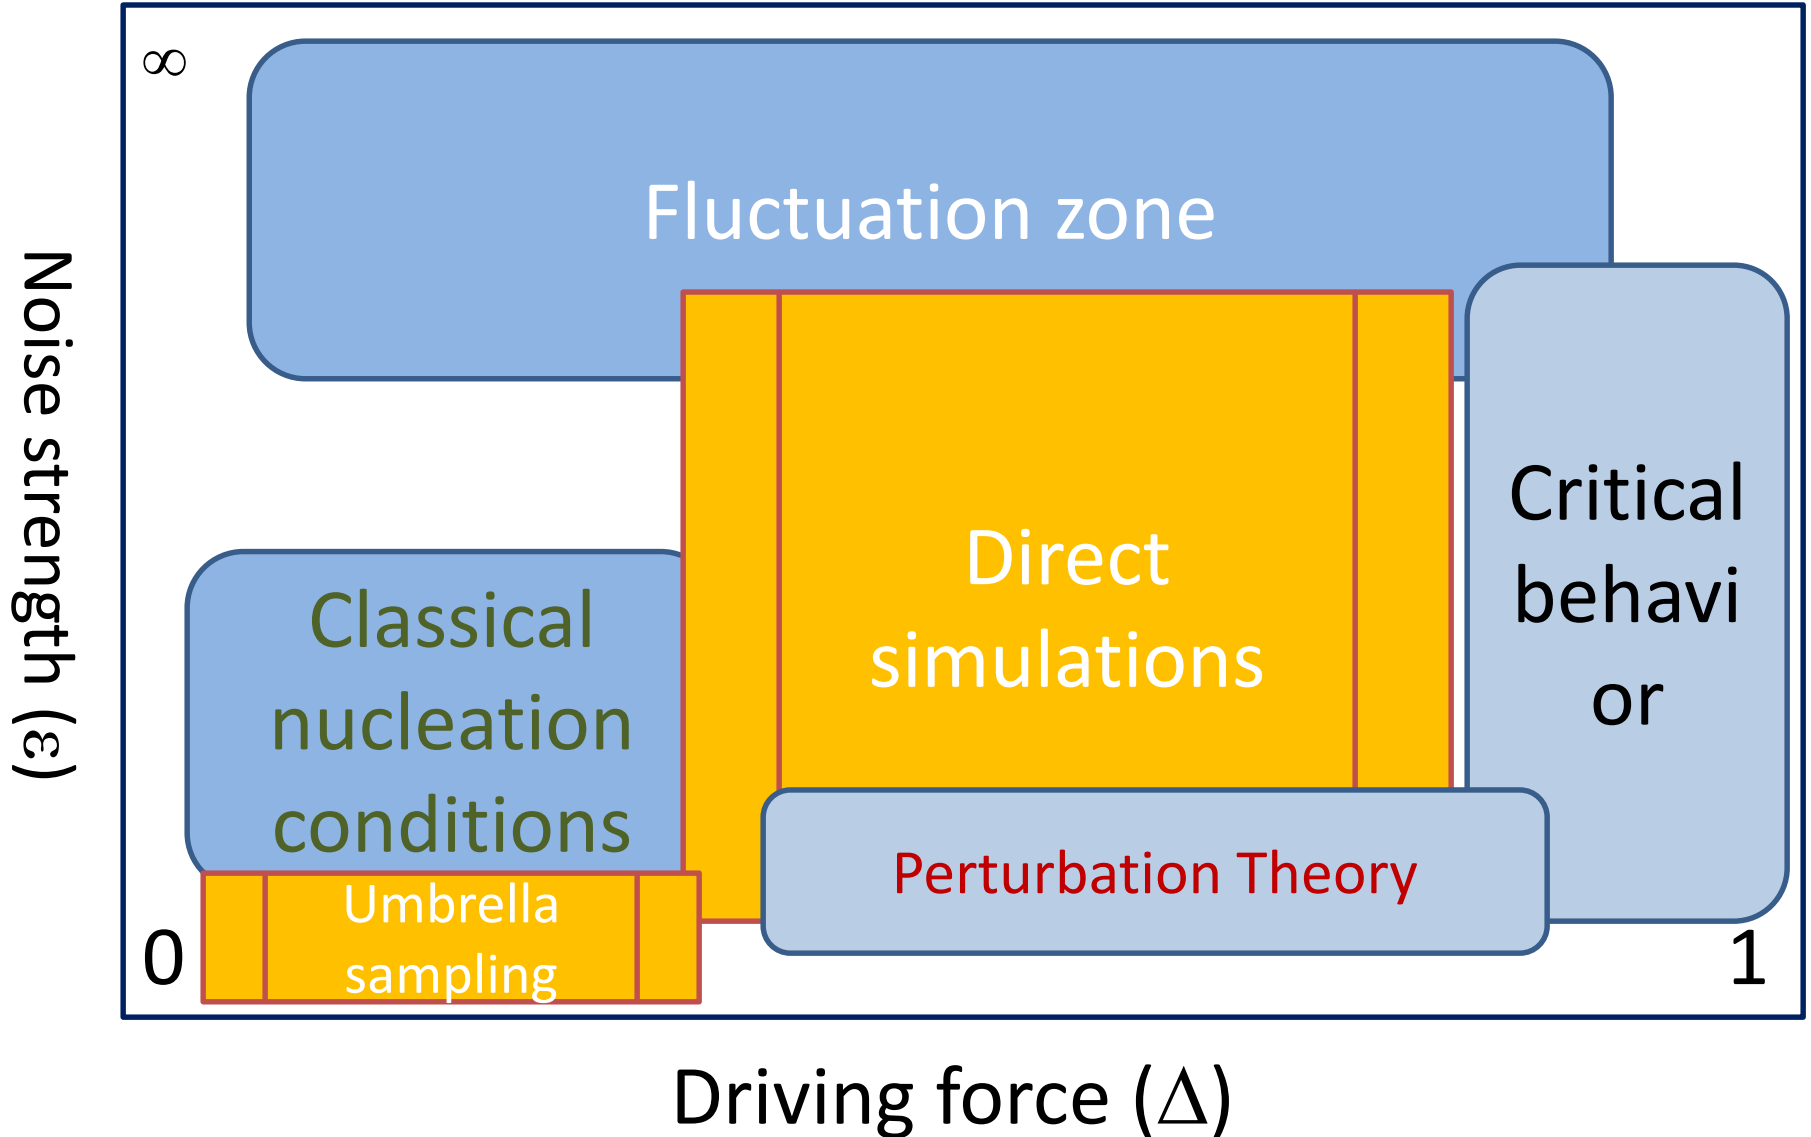 ∞
Fluctuation zone
Noise strength (ε)
Direct
simulations
Critical
behavi
or
Classical
nucleation
conditions
Perturbation Theory
Umbrella
sampling
0
1
Driving force (Δ)